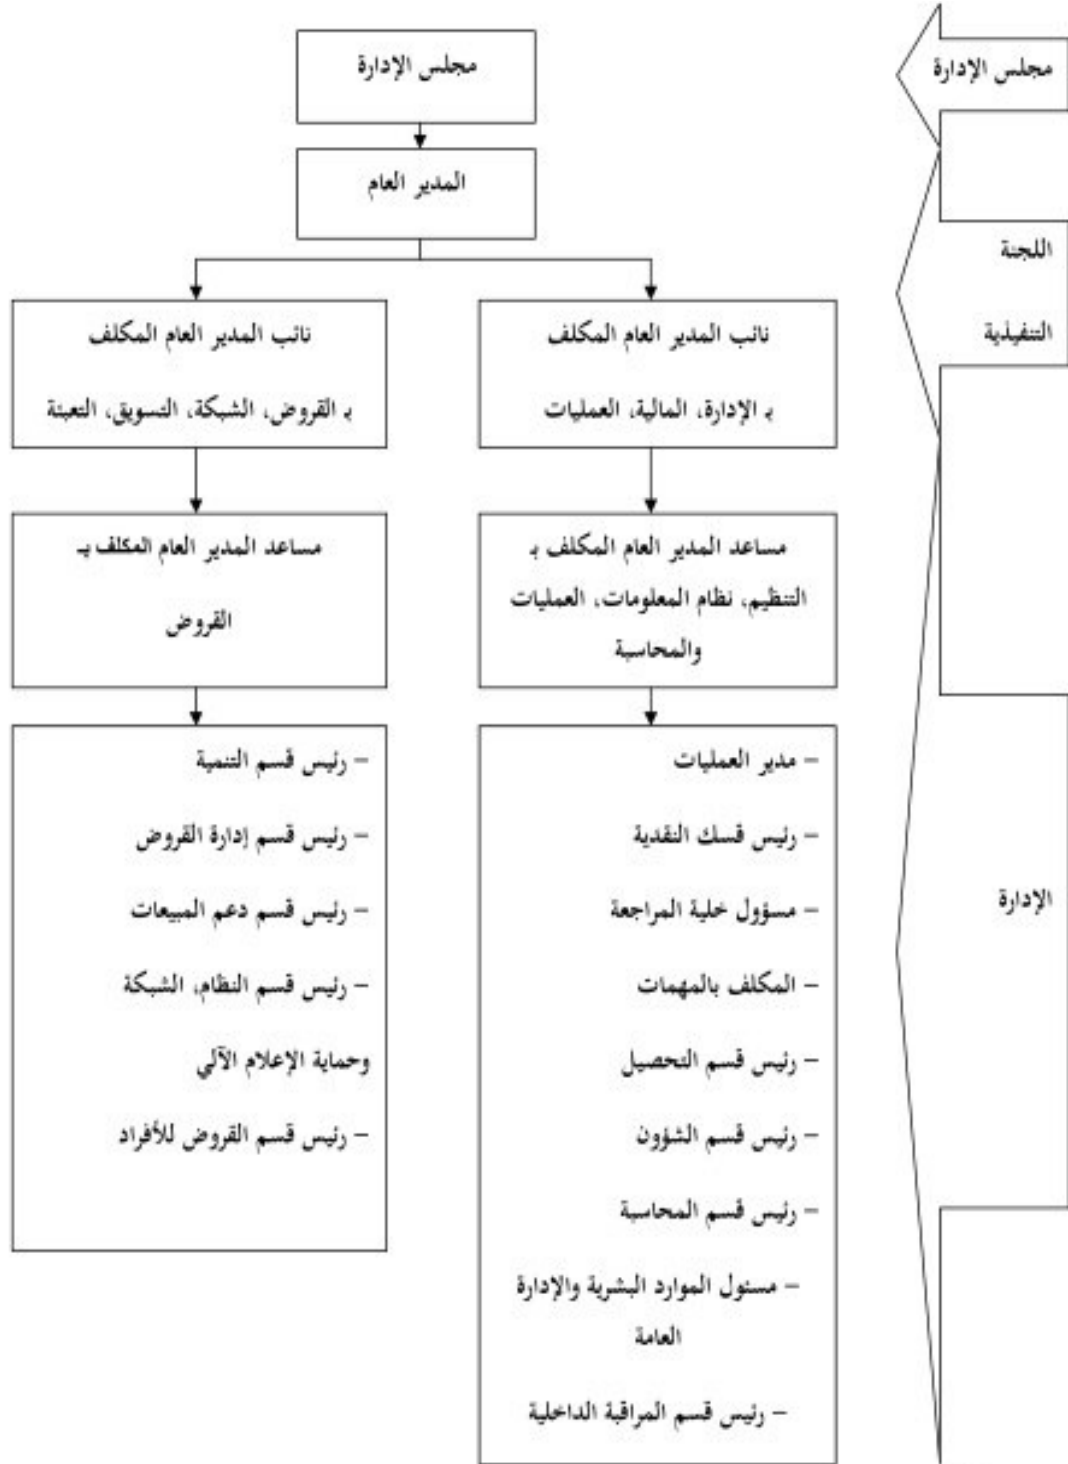 مجلس الإدارة
مجلس الإدارة
المدير العام
اللجنة
التنفيذية
نائب المدير العام المكلف
بـ الإدارة، المالية، العمليات
نائب المدير العام المكلف
بـ القروض، الشبكة، التسويق، التعبئة
مساعد المدير العام المكلف بـ
التنظيم، نظام المعلومات، العمليات
والمحاسبة
مساعد المدير العام المكلف بـ
القروض
الإدارة
– مدير العمليات
– رئيس قسك النقدية
– مسؤول خلية المراجعة
– المكلف بالمهمات
– رئيس قسم التحصيل
– رئيس قسم الشؤون
– رئيس قسم المحاسبة
– مسئول الموارد البشرية والإدارة
العامة
– رئيس قسم المراقبة الداخلية
– رئيس قسم التنمية
– رئيس قسم إدارة القروض
– رئيس قسم دعم المبيعات
– رئيس قسم النظام، الشبكة
وحماية الإعلام الآلي
– رئيس قسم القروض للأفراد